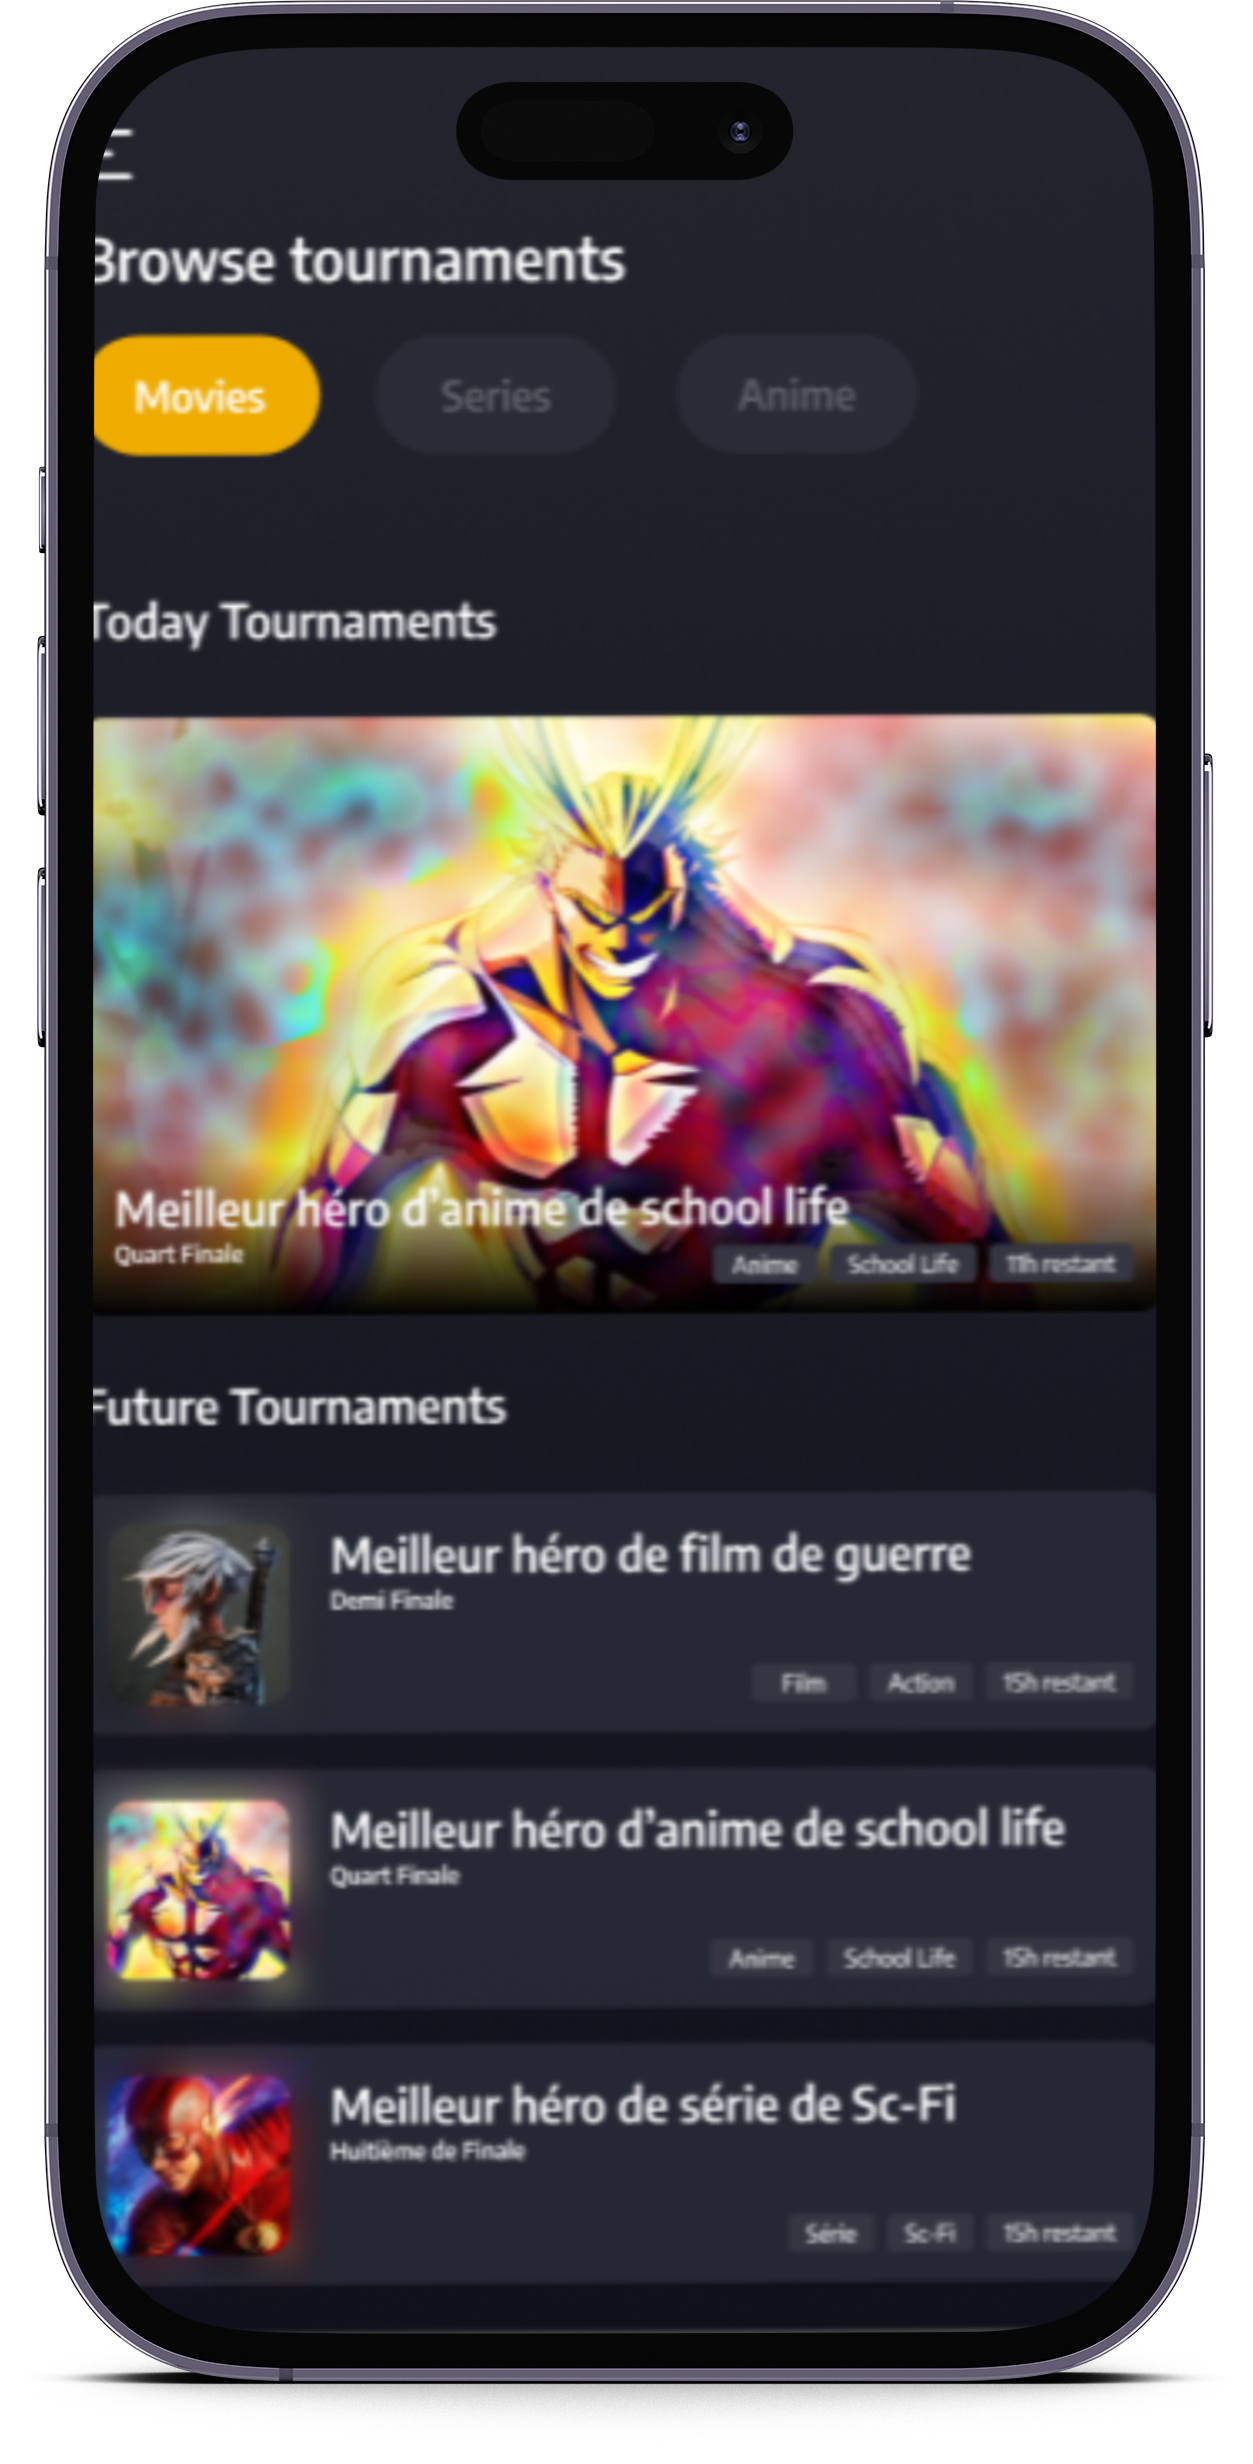 Browse tournaments
Movies
Series
Anime
Today Tournaments
Meilleur héro d'anime de school life
Quart Finale
Anime
School Life
11h restant
Future Tournaments
Meilleur héro de film de guerre
Demi Finale
Film
Action
15h restant
Meilleur héro d'anime de school life
Quart Finale
Anime
School Life
15h restant
Meilleur héro de série de Sc-Fi
Huitième de Finale
Série
Sc-Fi
15h restant